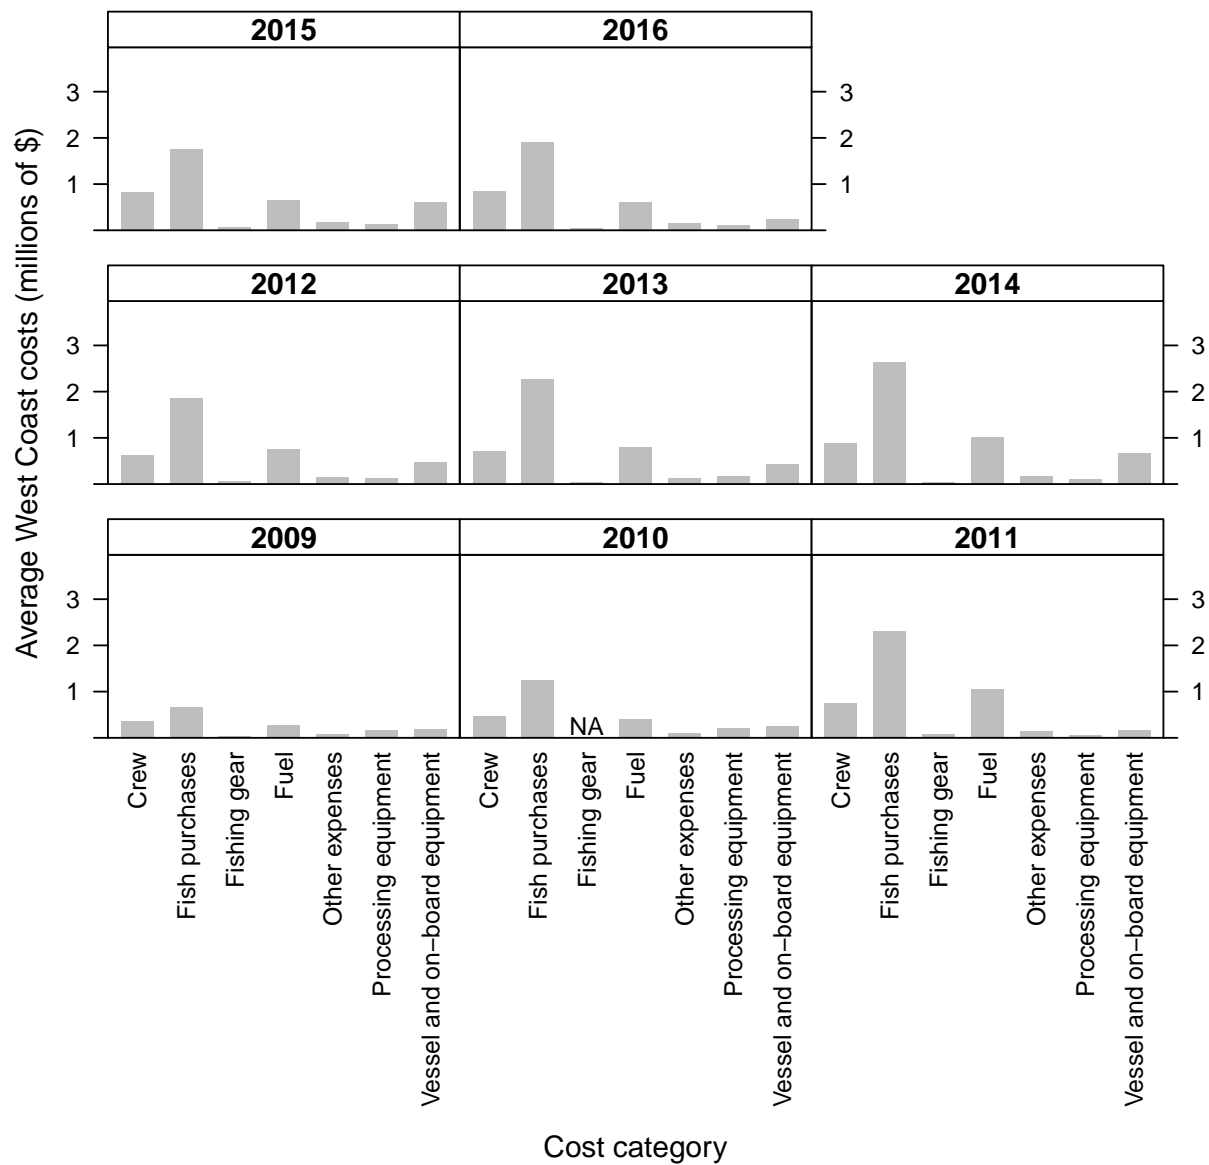 2015
2016
3
2
1
3
2
1
2012
2013
2014
3
2
1
3
2
1
2009
2010
2011
3
2
1
3
2
1
NA
Crew
Fish purchases
Fishing gear
Fuel
Other expenses
Processing equipment
Vessel and on−board equipment
Crew
Fish purchases
Fishing gear
Fuel
Other expenses
Processing equipment
Vessel and on−board equipment
Crew
Fish purchases
Fishing gear
Fuel
Other expenses
Processing equipment
Vessel and on−board equipment
Average West Coast costs (millions of $)
Cost category